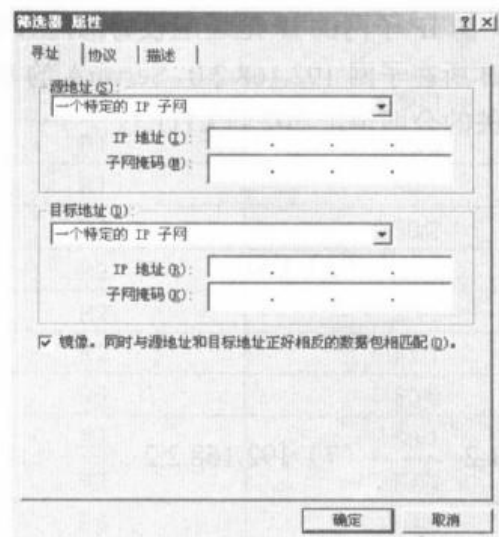 筛选器 属性
寻址 协议 描述
源地址(S):
一个特定的 IP 子网
IP 地址(I):
子网掩码(M):
目标地址(D):
一个特定的 IP 子网
IP 地址(R):
子网掩码(K):
镜像。同时与源地址和目标地址正好相反的数据包相匹配(O)。
确定 取消